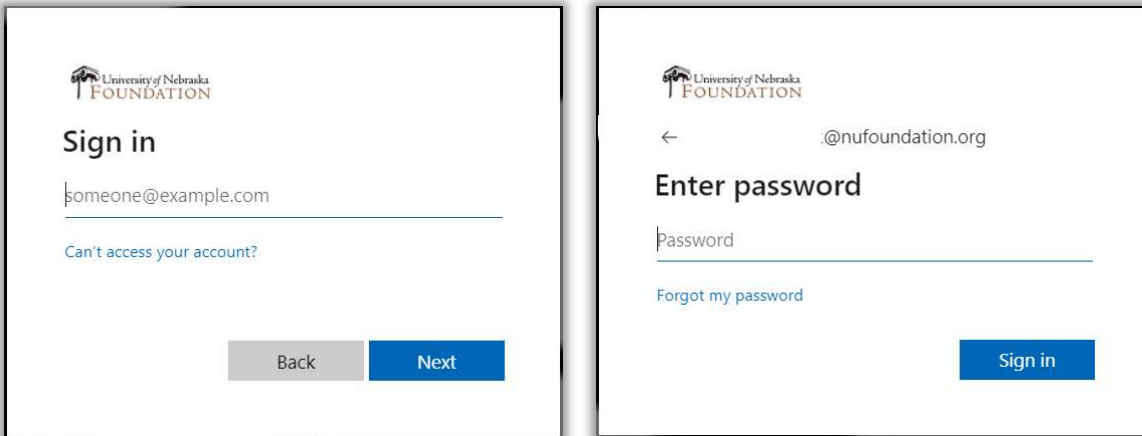 University of Nebraska
FOUNDATION
Sign in
someone@example.com
Can't access your account?
Back
Next
University of Nebraska
FOUNDATION
← :@nufoundation.org
Enter password
Password
Forgot my password
Sign in